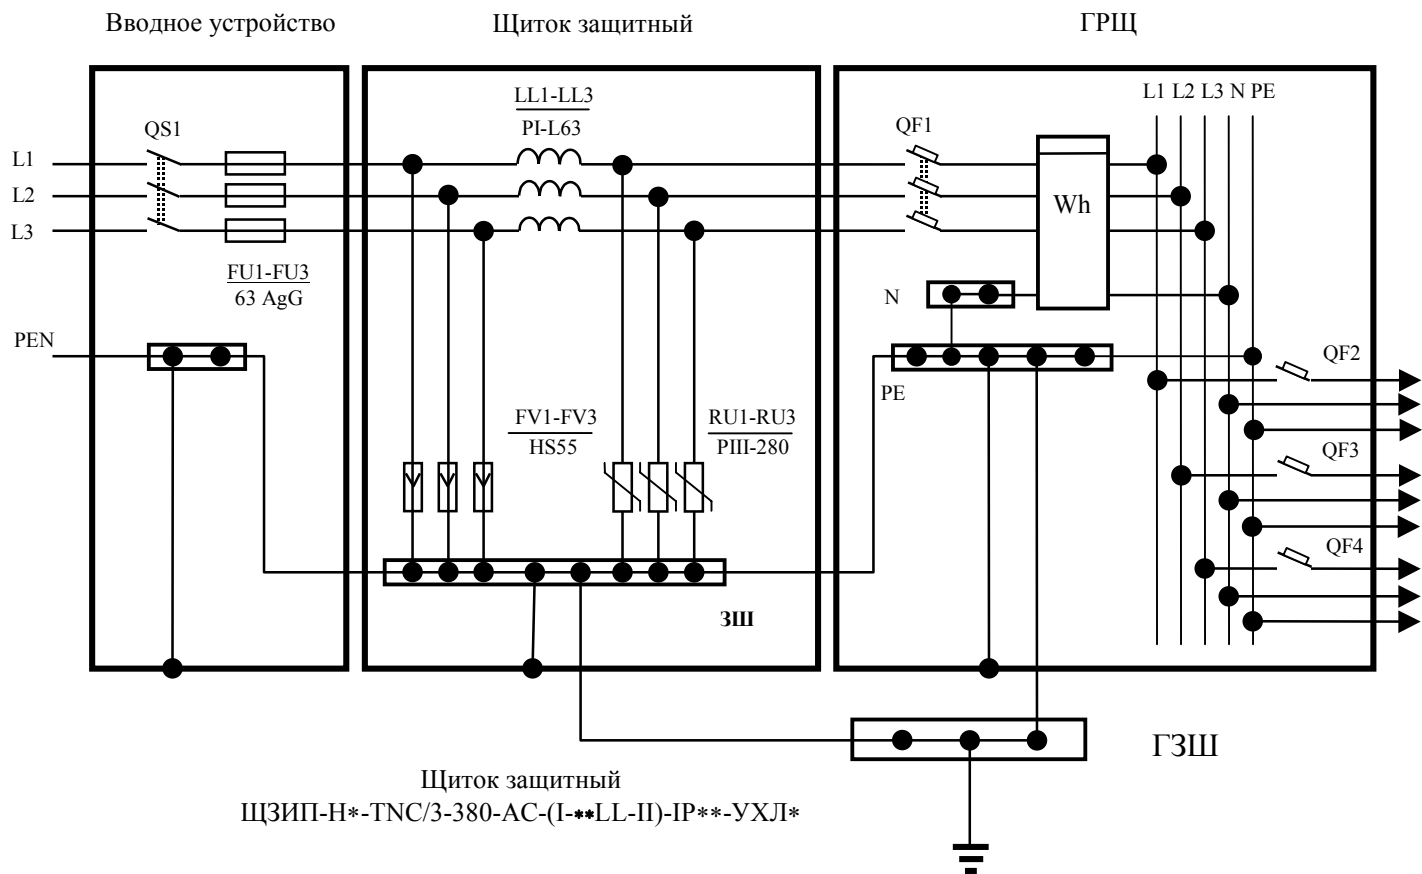 Вводное устройство
Щиток защитный
ГРЩ
L1 L2 L3 N PE
LL1-LL3
PI-L63
QS1
QF1
L1
L2
L3
Wh
FU1-FU3
63 AgG
N
PEN
PE
QF2
FV1-FV3
HS55
RU1-RU3
PIII-280
QF3
QF4
ЗШ
ГЗШ
Щиток защитный
ЩЗИП-Н*-TNC/3-380-AC-(I-**LL-II)-IP**-УХЛ*